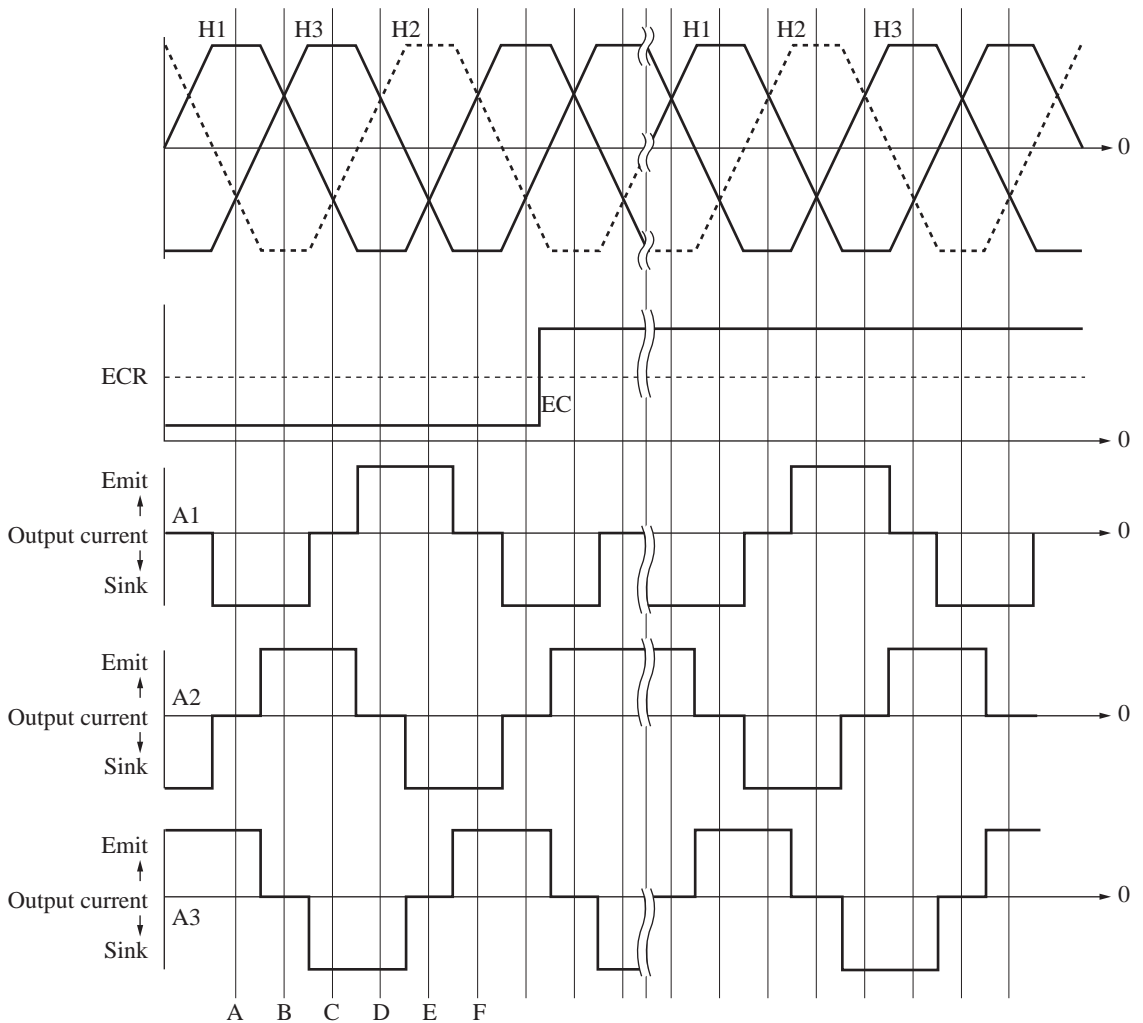 H1 H3 H2 H1 H2 H3
0
ECR
EC
0
Emit
A1
Output current
0
Sink
Emit
A2
Output current
0
Sink
Emit
Output current
0
A3
Sink
A B C D E F